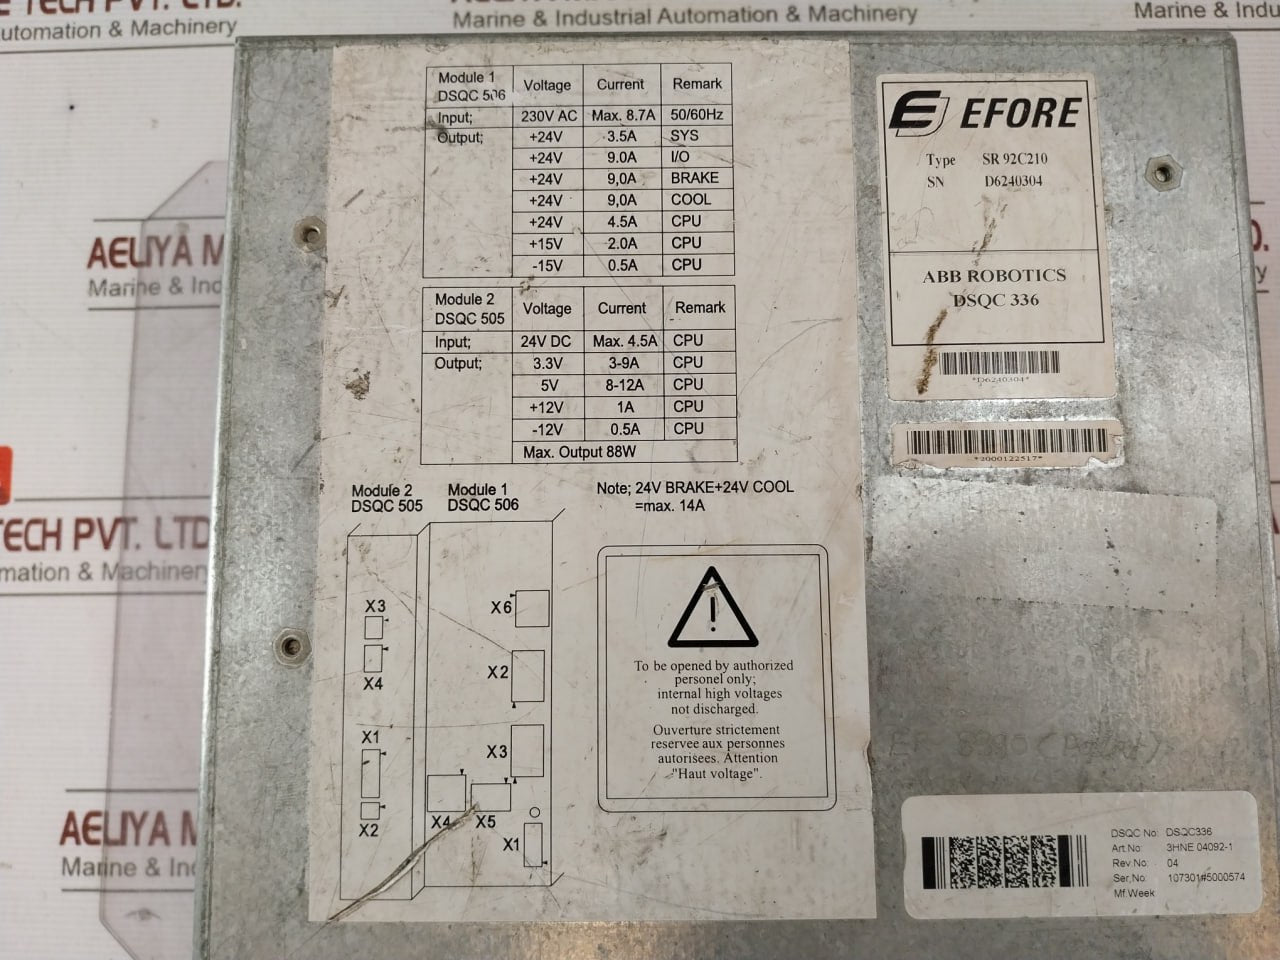 E TECH PVT. LTD.
utomation & Machinery
Marine & Industrial Automation & Machinery
Marine & Indu
AELIYA M
Marine & Ind
TECH PVT. LTD
mation & Machinery
AELIYA M
Marine & In
Module 1
DSQC 506
Voltage
Current
Remark
Input;
230V AC
Max. 8.7A
50/60Hz
Output;
+24V
3.5A
SYS
+24V
9.0A
I/O
+24V
9,0A
BRAKE
+24V
9,0A
COOL
+24V
4.5A
CPU
+15V
2.0A
CPU
-15V
0.5A
CPU
Module 2
DSQC 505
Voltage
Current
Remark
Input;
24V DC
Max. 4.5A
CPU
Output;
3.3V
3-9A
CPU
5V
8-12A
CPU
+12V
1A
CPU
-12V
0.5A
CPU
Max. Output 88W
Module 2
DSQC 505
Module 1
DSQC 506
Note; 24V BRAKE+24V COOL
=max. 14A
X3
X4
X1
X2
X6
X2
X3
X4
X5
X1
To be opened by authorized
personel only;
internal high voltages
not discharged.
Ouverture strictement
reservee aux personnes
autorisees. Attention
"Haut voltage".
EFORE
Type SR 92C210
SN D6240304
ABB ROBOTICS
DSQC 336
*D6240304*
*2000122517*
DSQC No: DSQC336
Art.No: 3HNE 04092-1
Rev.No: 04
Ser.No: 107301#5000574
Mf.Week